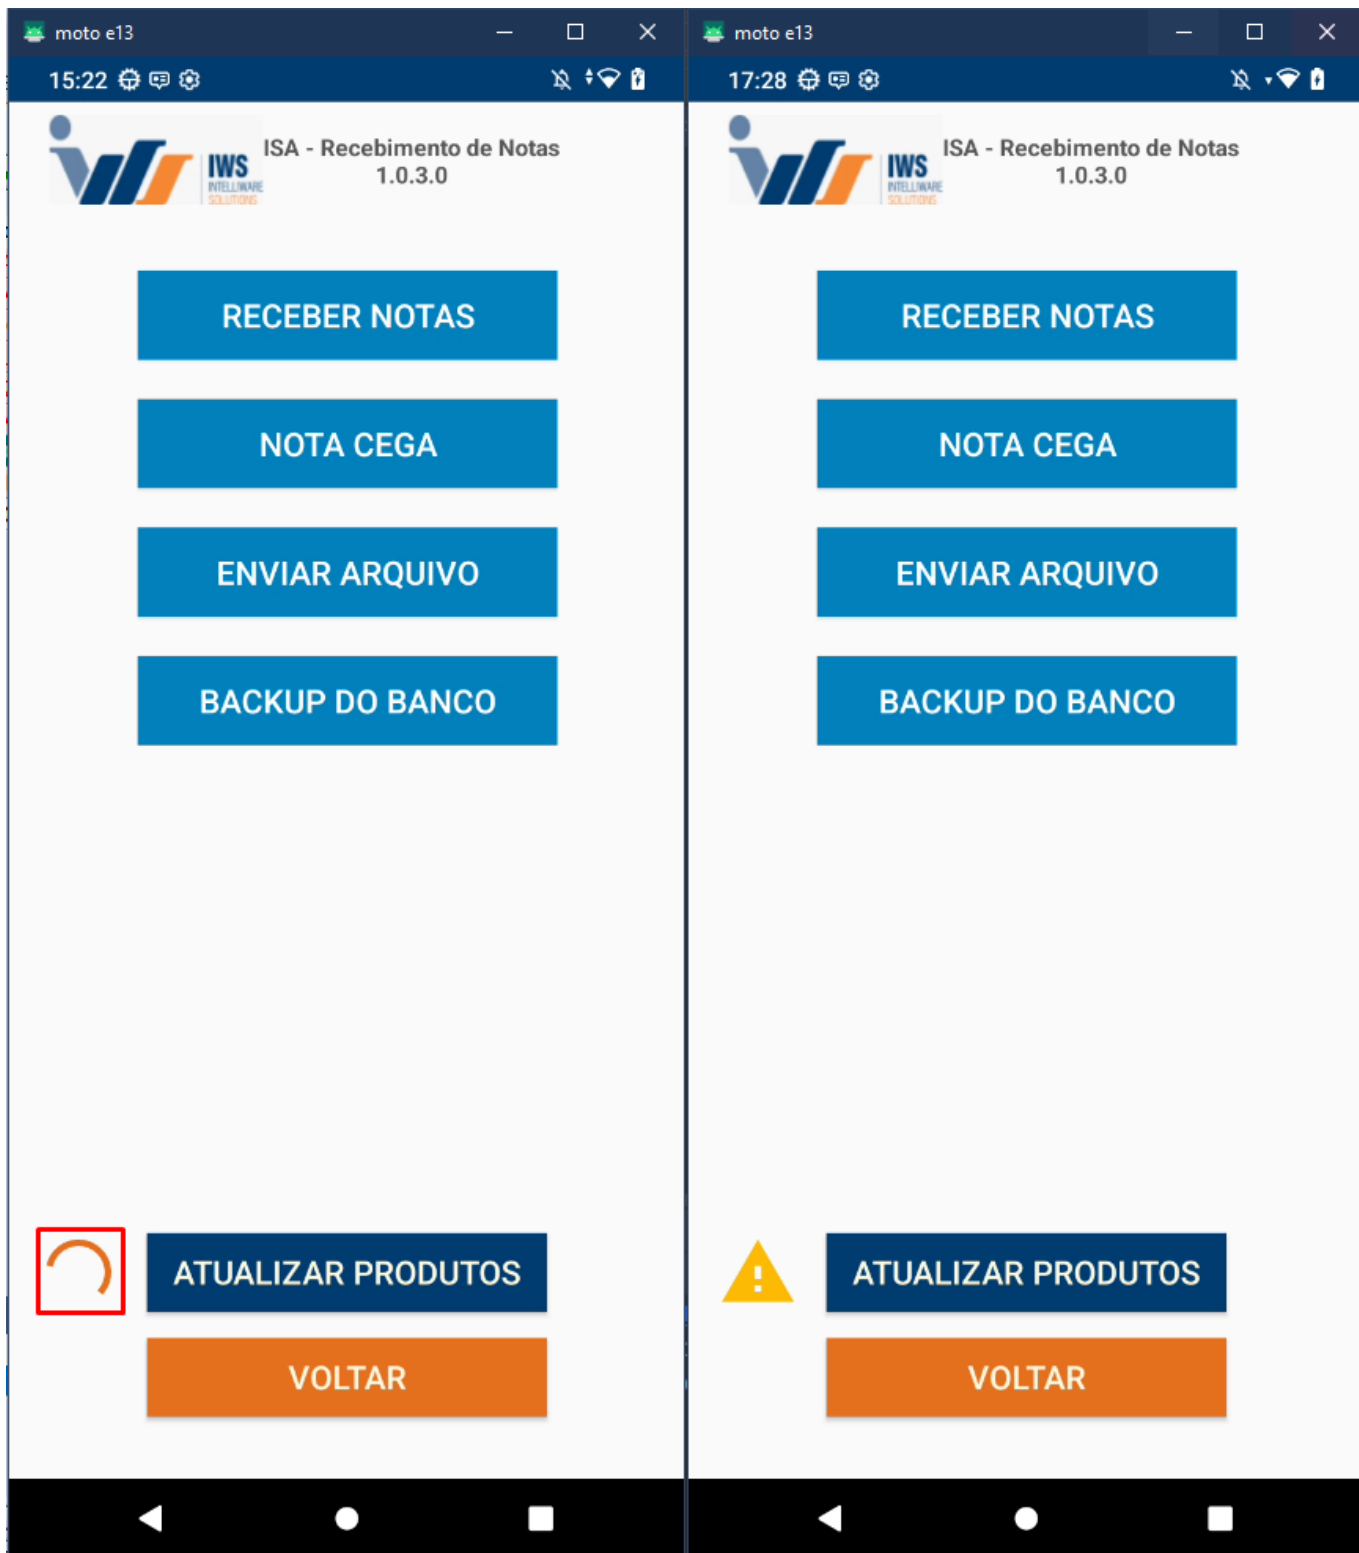 moto e13
15:22
IWS
INTELLIWARE
SOLUTIONS
ISA - Recebimento de Notas
1.0.3.0
RECEBER NOTAS
NOTA CEGA
ENVIAR ARQUIVO
BACKUP DO BANCO
ATUALIZAR PRODUTOS
VOLTAR
moto e13
17:28
IWS
INTELLIWARE
SOLUTIONS
ISA - Recebimento de Notas
1.0.3.0
RECEBER NOTAS
NOTA CEGA
ENVIAR ARQUIVO
BACKUP DO BANCO
ATUALIZAR PRODUTOS
VOLTAR